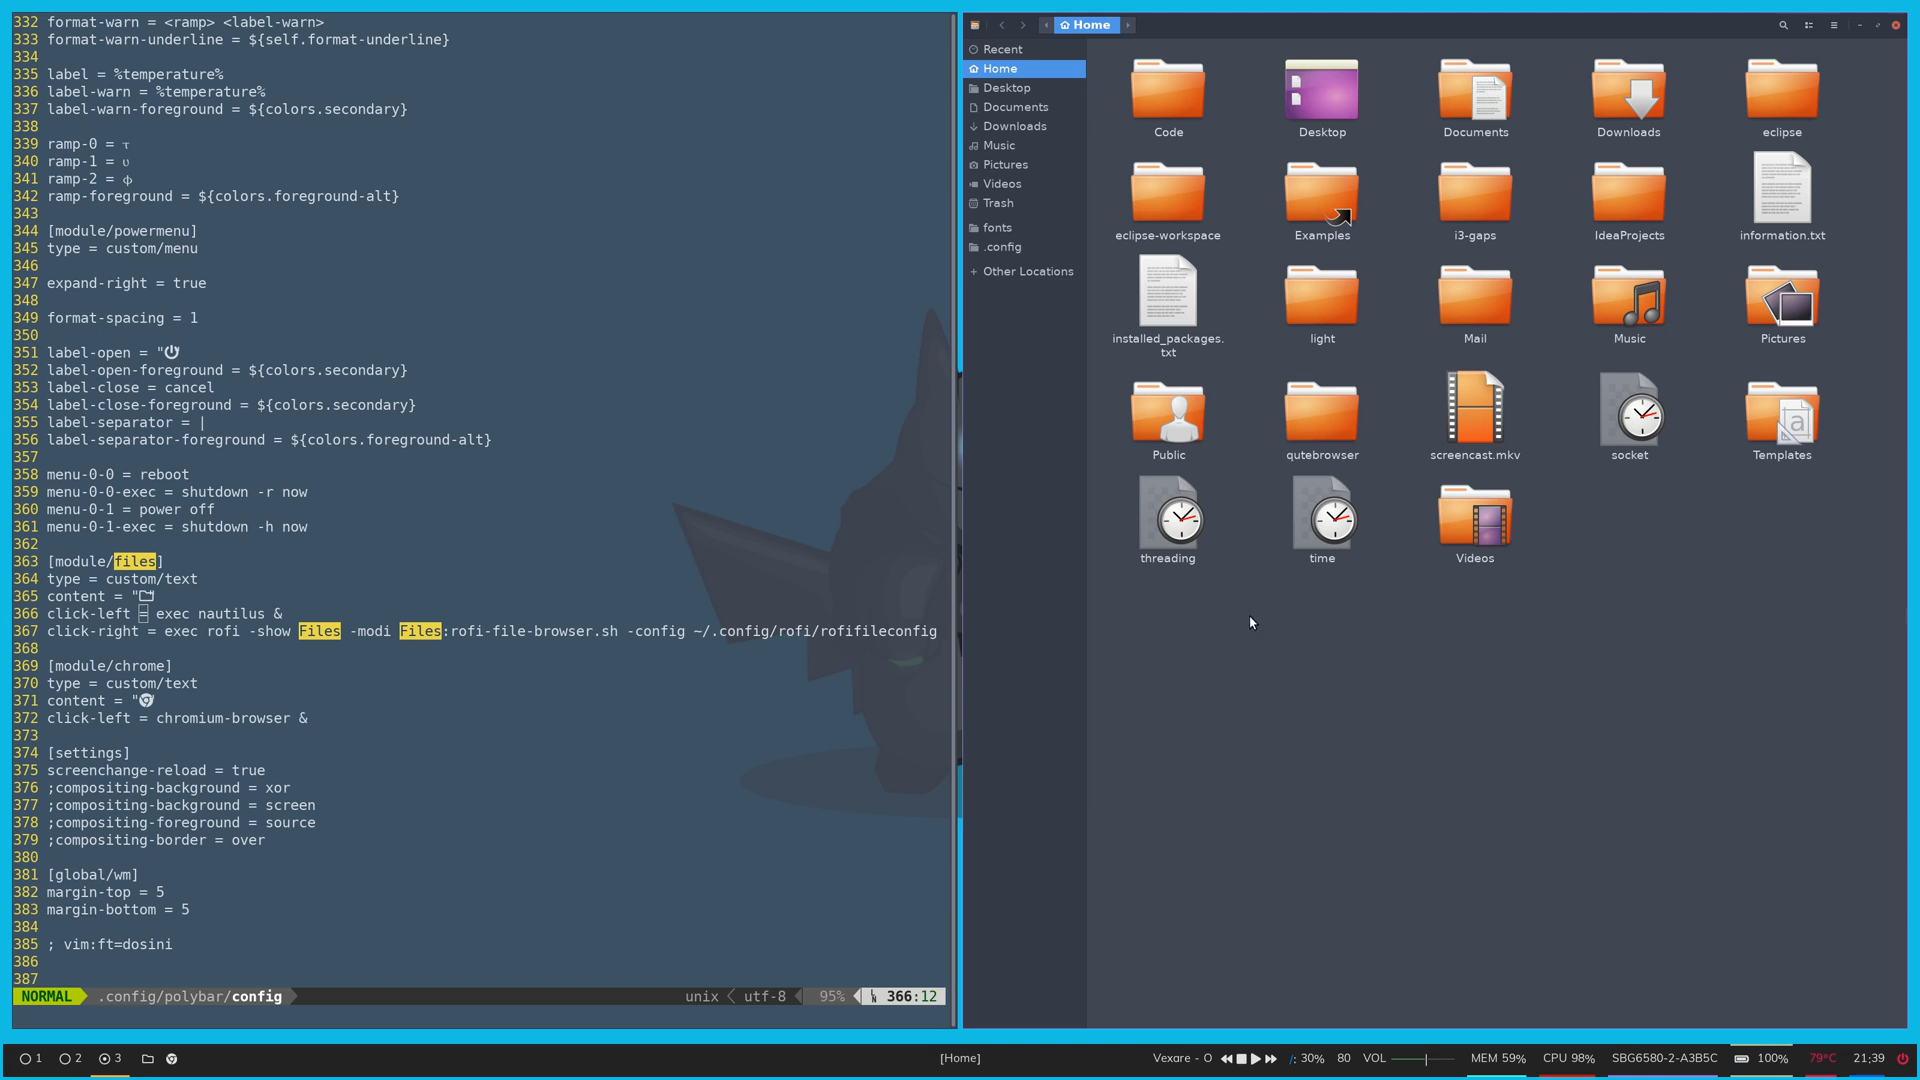 332 format-warn = <ramp> <label-warn>
333 format-warn-underline = ${self.format-underline}
334
335 label = %temperature%
336 label-warn = %temperature%
337 label-warn-foreground = ${colors.secondary}
338
339 ramp-0 = τ
340 ramp-1 = υ
341 ramp-2 = φ
342 ramp-foreground = ${colors.foreground-alt}
343
344 [module/powermenu]
345 type = custom/menu
346
347 expand-right = true
348
349 format-spacing = 1
350
351 label-open = "
352 label-open-foreground = ${colors.secondary}
353 label-close = cancel
354 label-close-foreground = ${colors.secondary}
355 label-separator = |
356 label-separator-foreground = ${colors.foreground-alt}
357
358 menu-0-0 = reboot
359 menu-0-0-exec = shutdown -r now
360 menu-0-1 = power off
361 menu-0-1-exec = shutdown -h now
362
363 [module/files]
364 type = custom/text
365 content = "
366 click-left = exec nautilus &
367 click-right = exec rofi -show Files -modi Files:rofi-file-browser.sh -config ~/.config/rofi/rofifileconfig
368
369 [module/chrome]
370 type = custom/text
371 content = "
372 click-left = chromium-browser &
373
374 [settings]
375 screenchange-reload = true
376 ;compositing-background = xor
377 ;compositing-background = screen
378 ;compositing-foreground = source
379 ;compositing-border = over
380
381 [global/wm]
382 margin-top = 5
383 margin-bottom = 5
384
385 ; vim:ft=dosini
386
387
NORMAL .config/polybar/config unix utf-8 95% 366:12
Home
Recent
Home
Desktop
Documents
Downloads
Music
Pictures
Videos
Trash
fonts
.config
+ Other Locations
Code Desktop Documents Downloads eclipse
eclipse-workspace Examples i3-gaps IdeaProjects information.txt
installed_packages.txt light Mail Music Pictures
Public qutebrowser screencast.mkv socket Templates
threading time Videos
1 2 3 [Home] Vexare - O /: 30% 80 VOL MEM 59% CPU 98% SBG6580-2-A3B5C 100% 79°C 21;39